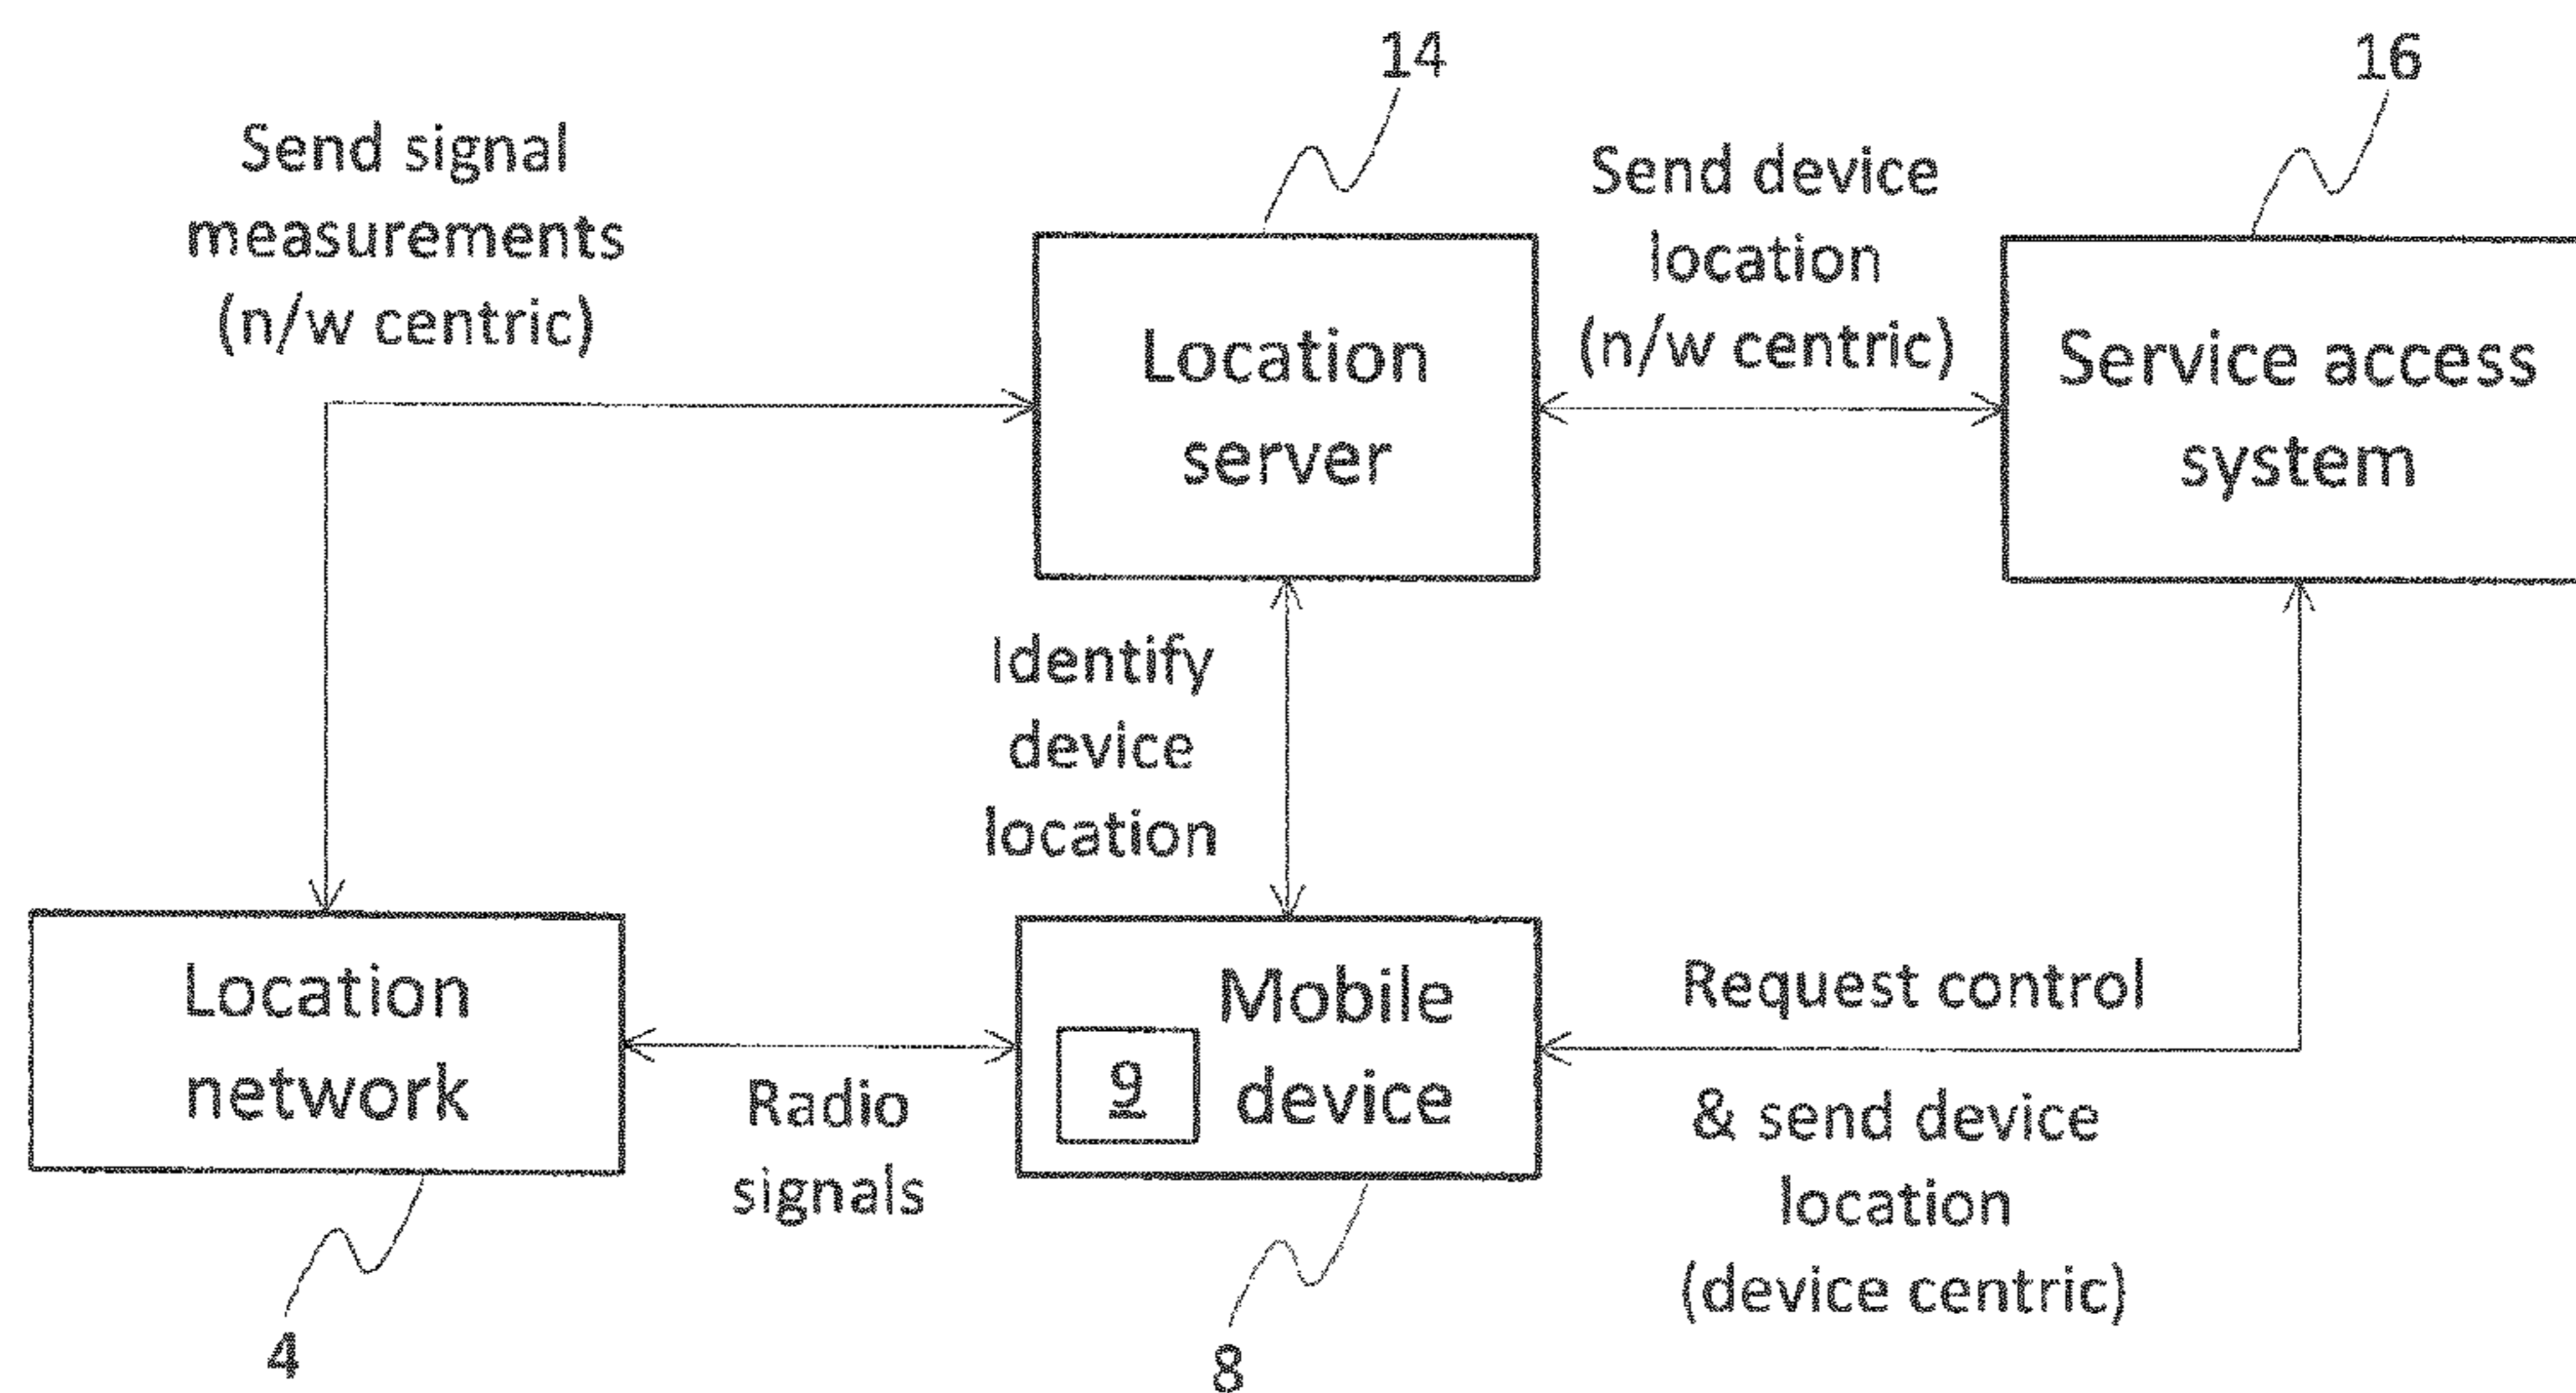 14
16
Send signal
measurements
(n/w centric)
Send device
location
(n/w centric)
Location
server
Service access
system
Identify
device
location
Location
network
Radio
signals
Mobile
device
9
Request control
& send device
location
(device centric)
4
8